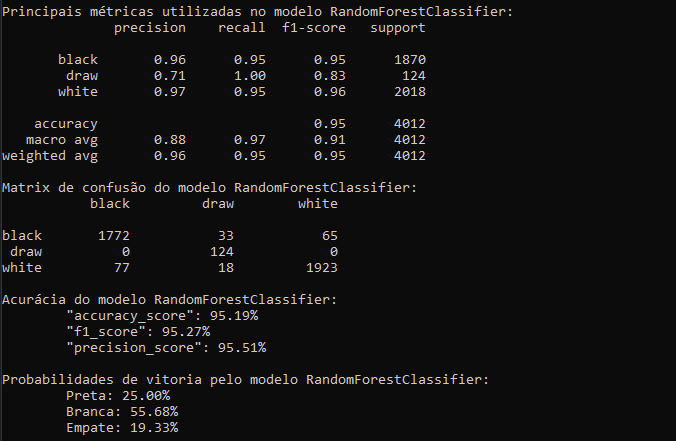 Principais métricas utilizadas no modelo RandomForestClassifier:
precision recall f1-score support
black 0.96 0.95 0.95 1870
draw 0.71 1.00 0.83 124
white 0.97 0.95 0.96 2018
accuracy 0.95 4012
macro avg 0.88 0.97 0.91 4012
weighted avg 0.96 0.95 0.95 4012
Matrix de confusão do modelo RandomForestClassifier:
black draw white
black 1772 33 65
draw 0 124 0
white 77 18 1923
Acurácia do modelo RandomForestClassifier:
"accuracy_score": 95.19%
"f1_score": 95.27%
"precision_score": 95.51%
Probabilidades de vitoria pelo modelo RandomForestClassifier:
Preta: 25.00%
Branca: 55.68%
Empate: 19.33%